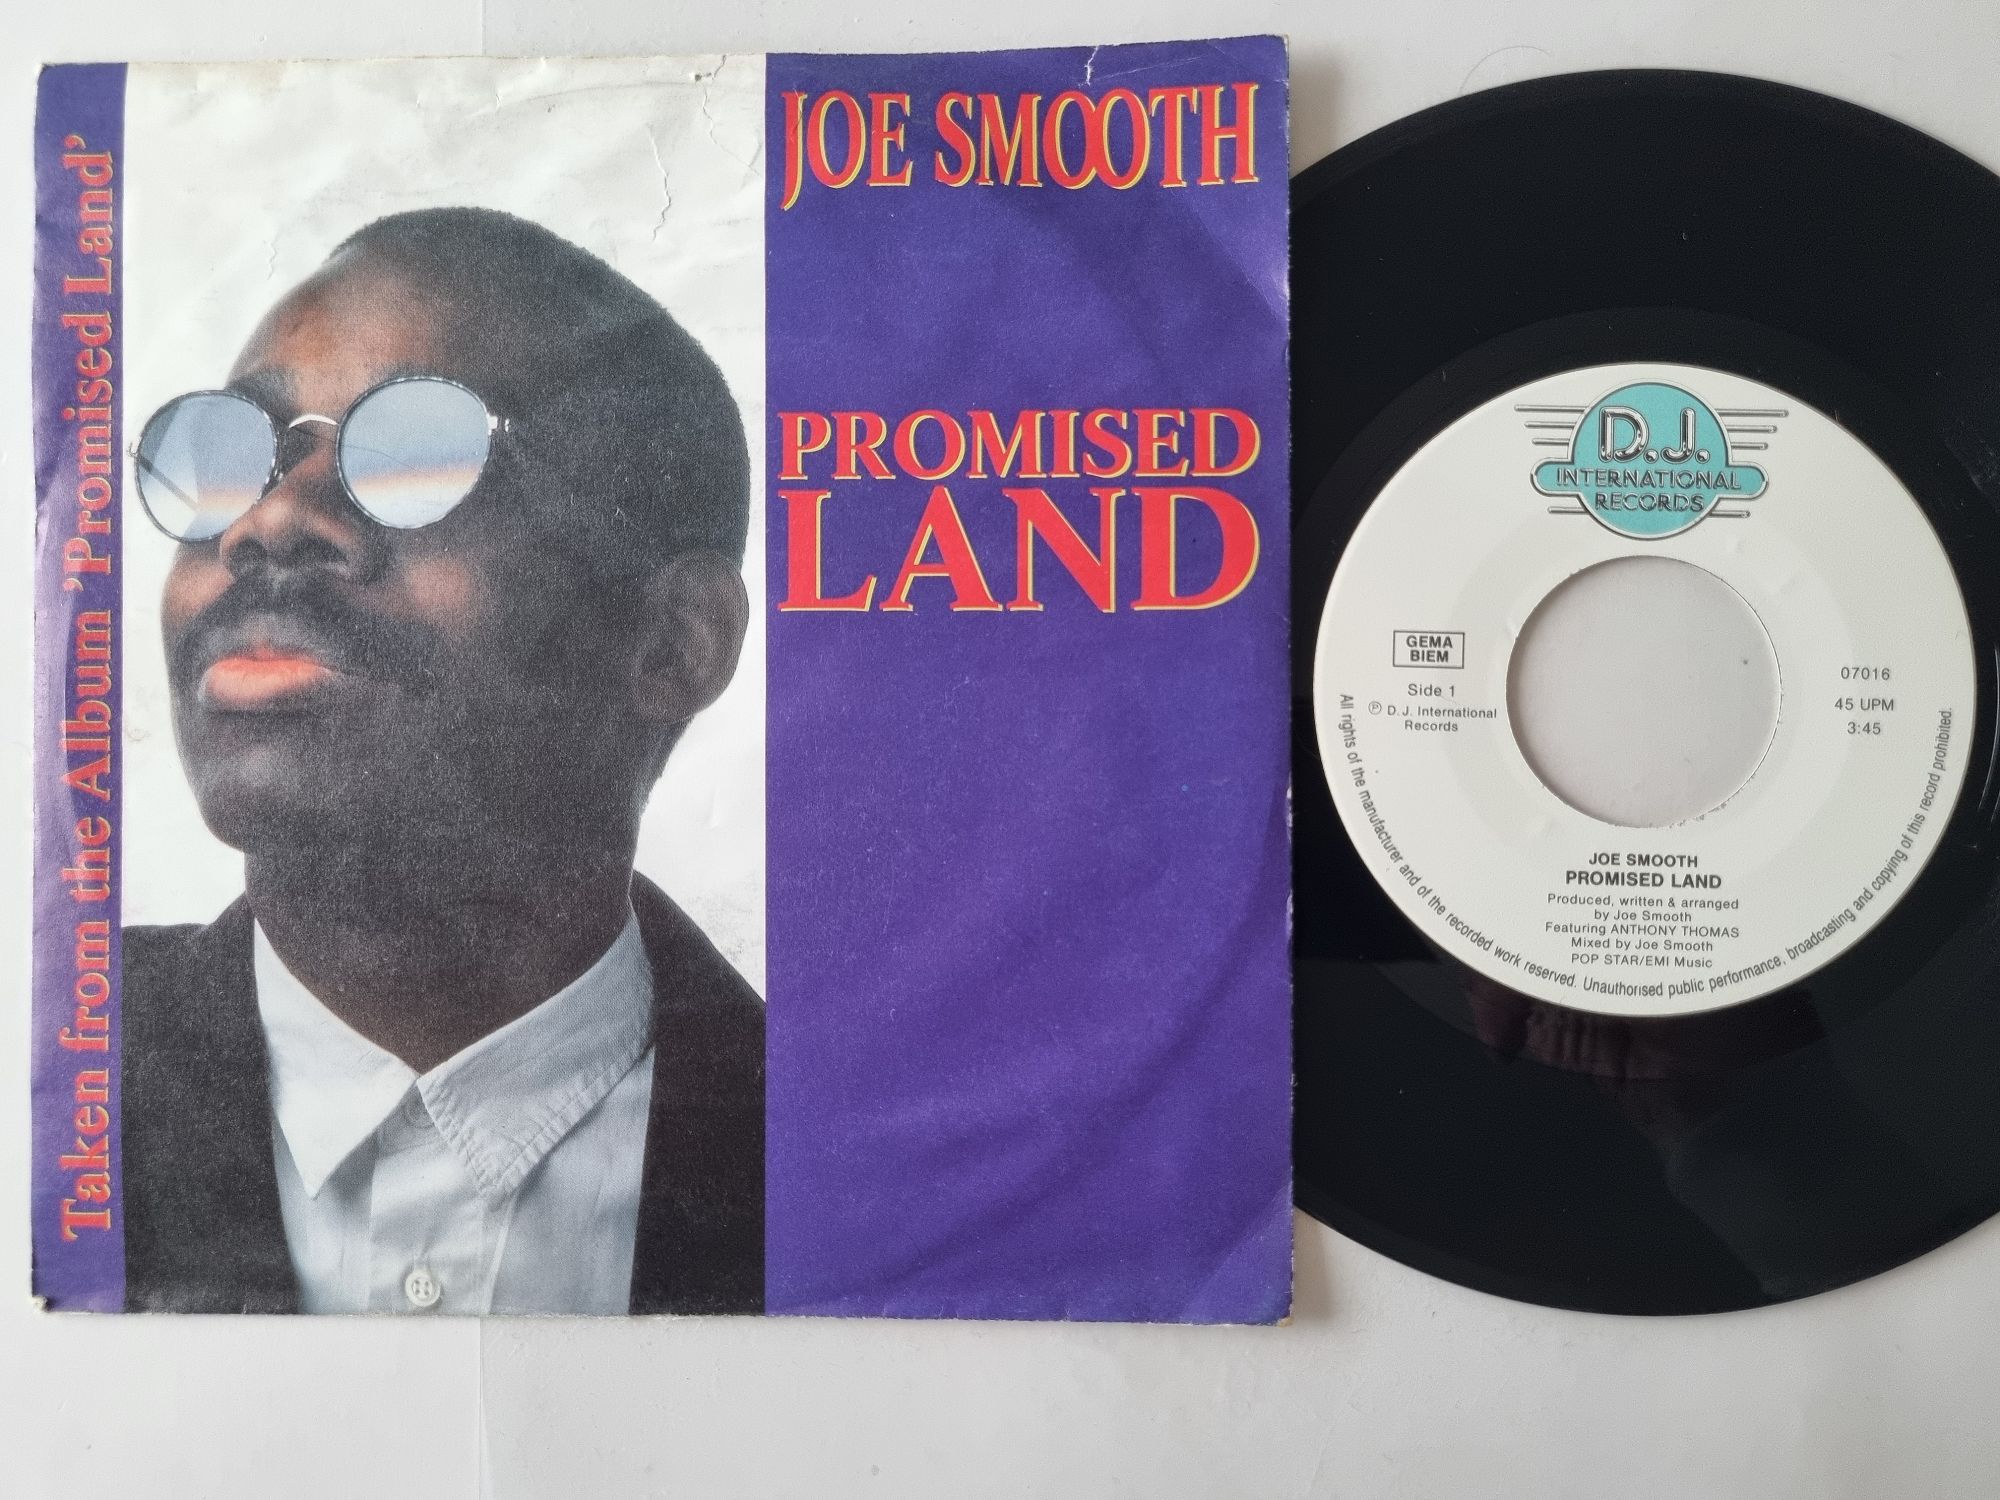 Taken from the Album 'Promised Land'
JOE SMOOTH
PROMISED
LAND
D.J.
INTERNATIONAL
RECORDS
GEMA
BIEM
Side 1
Ⓟ D.J. International
Records
07016
45 UPM
3:45
JOE SMOOTH
PROMISED LAND
Produced, written & arranged
by Joe Smooth
Featuring ANTHONY THOMAS
Mixed by Joe Smooth
POP STAR/EMI Music
All rights of the manufacturer and of the recorded work reserved. Unauthorised public performance, broadcasting and copying of this record prohibited.